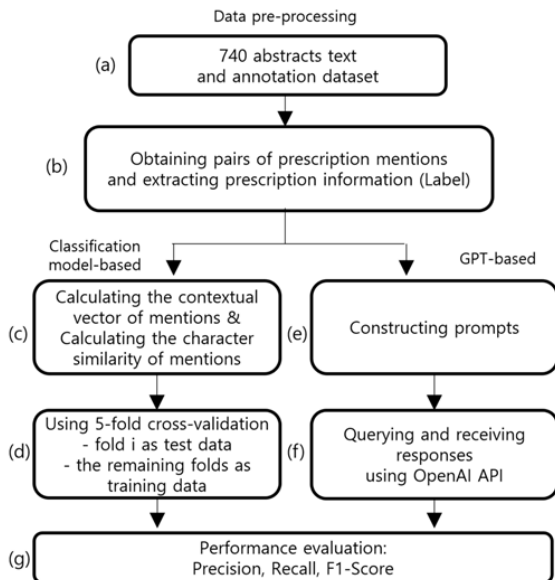 Data pre-processing
(a)
740 abstracts text
and annotation dataset
(b)
Obtaining pairs of prescription mentions
and extracting prescription information (Label)
Classification
model-based
GPT-based
(c)
Calculating the contextual
vector of mentions &
Calculating the character
similarity of mentions
(e)
Constructing prompts
(d)
Using 5-fold cross-validation
- fold i as test data
- the remaining folds as
training data
(f)
Querying and receiving
responses
using OpenAI API
(g)
Performance evaluation:
Precision, Recall, F1-Score